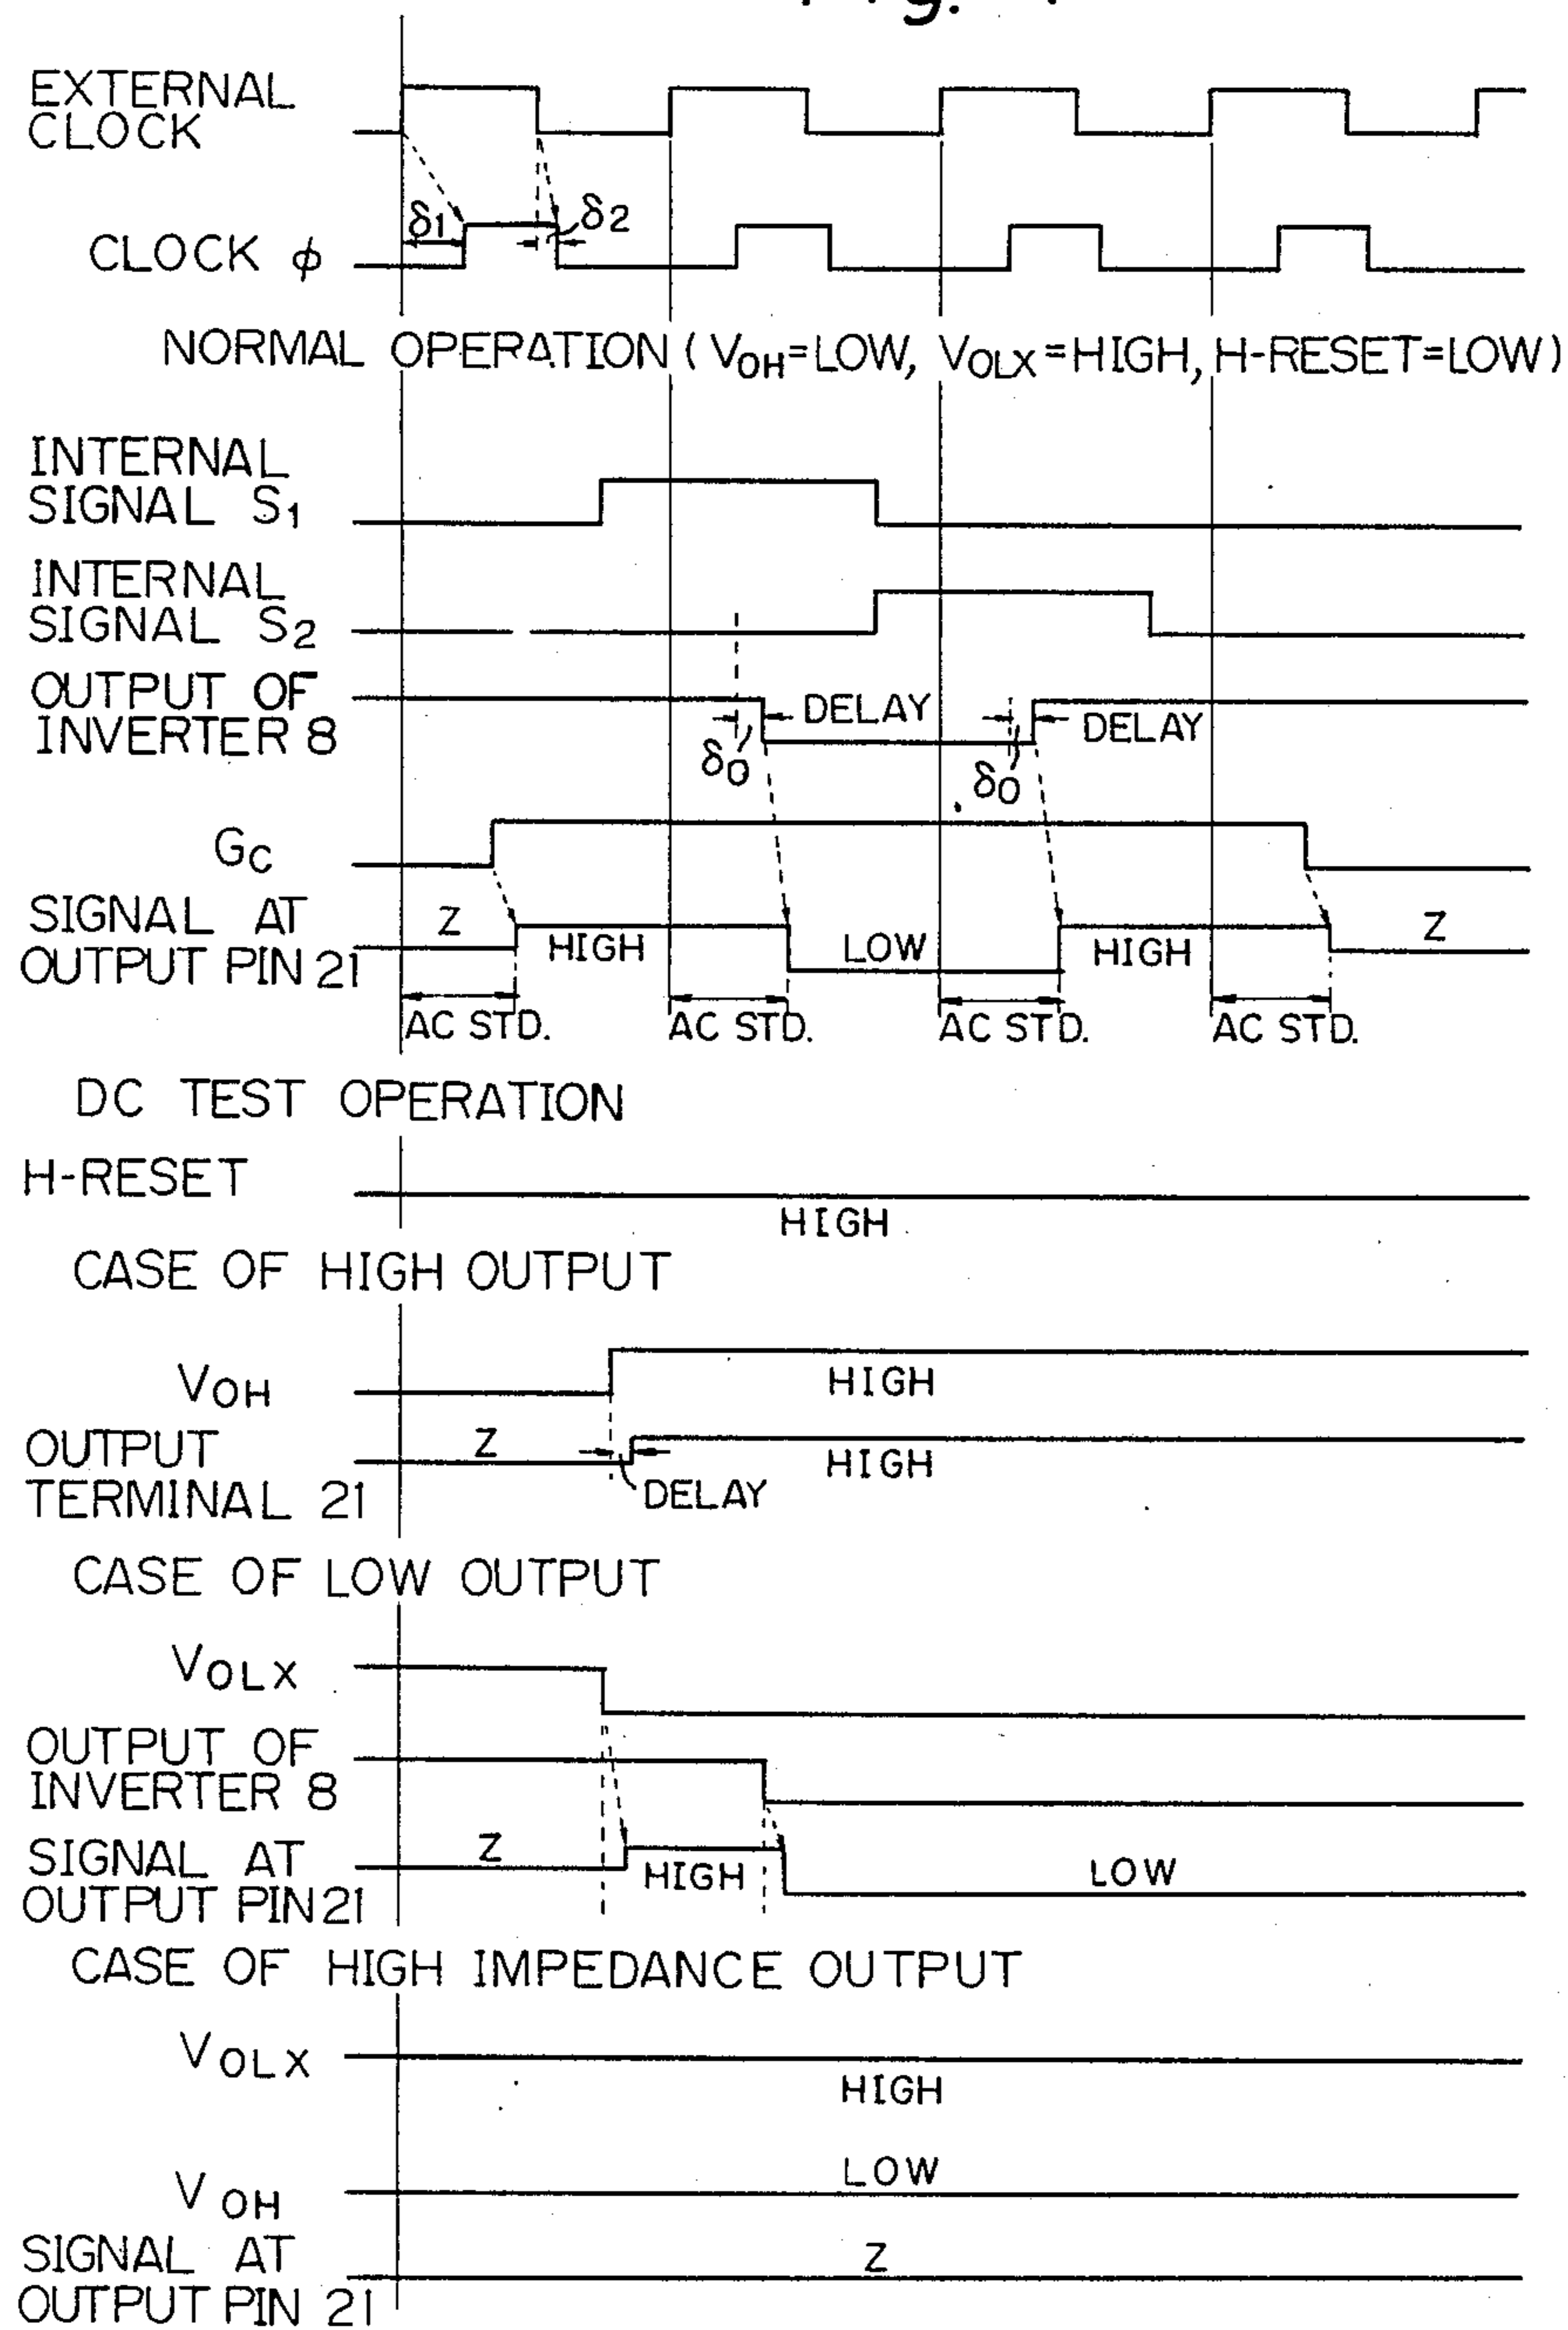 Fig.
EXTERNAL
CLOCK
δ1
δ2
CLOCK φ
NORMAL OPERATION (VOH=LOW, VOLX=HIGH, H-RESET=LOW)
INTERNAL
SIGNAL S1
INTERNAL
SIGNAL S2
OUTPUT OF
INVERTER 8
DELAY
DELAY
δ0
δ0
GC
SIGNAL AT
OUTPUT PIN 21
Z
HIGH
LOW
HIGH
Z
AC STD.
AC STD.
AC STD.
AC STD.
DC TEST OPERATION
H-RESET
HIGH
CASE OF HIGH OUTPUT
VOH
HIGH
OUTPUT
TERMINAL 21
Z
HIGH
DELAY
CASE OF LOW OUTPUT
VOLX
OUTPUT OF
INVERTER 8
SIGNAL AT
OUTPUT PIN 21
Z
HIGH
LOW
CASE OF HIGH IMPEDANCE OUTPUT
VOLX
HIGH
VOH
LOW
SIGNAL AT
OUTPUT PIN 21
Z